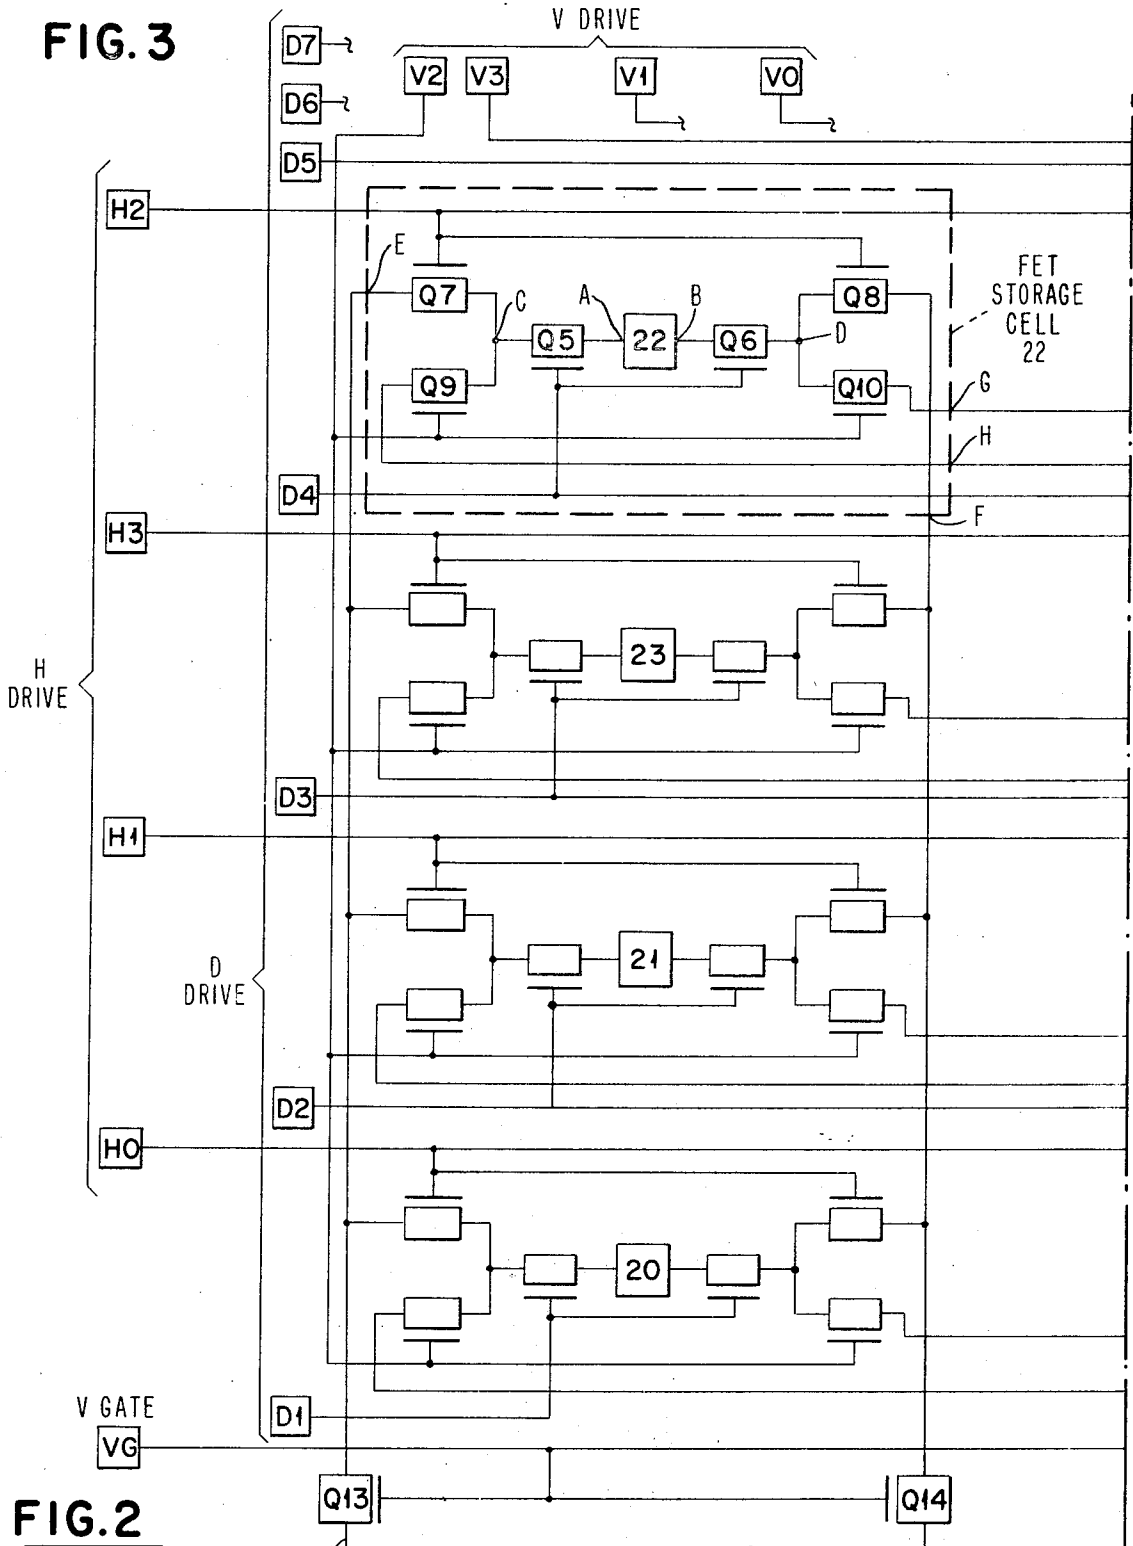 FIG. 3
V DRIVE
D7
V2 V3 V1 V0
D6
D5
H2
E
FET
STORAGE
CELL
22
Q7 C A B Q8
Q5 22 Q6 D
Q9 Q10 G
H
D4
F
H3
23
H
DRIVE
D3
H1
21
D
DRIVE
D2
H0
20
D1
V GATE
VG
Q13 Q14
FIG. 2